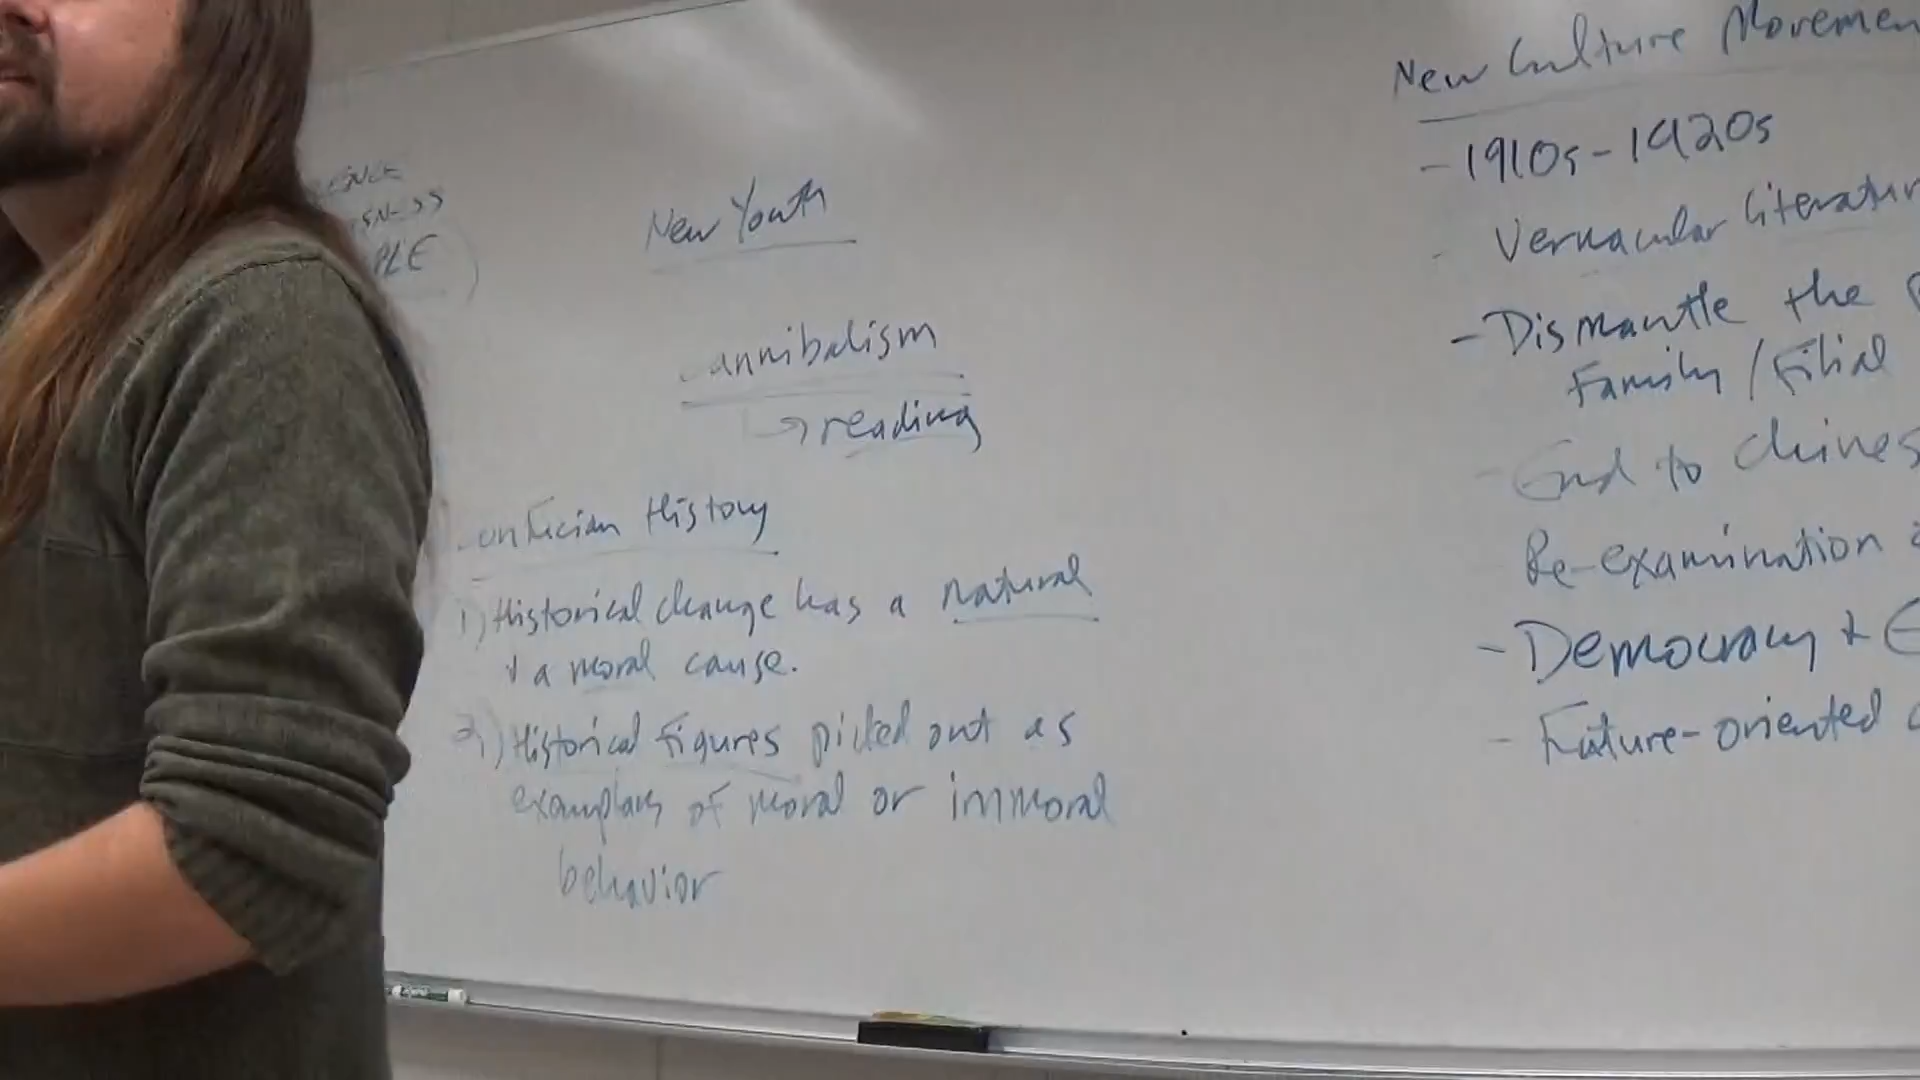 New Youth
annibalism
→ reading
onfucian History
1) Historical change has a natural
+ a moral cause.
2) Historical figures picked out as
exemplars of moral or immoral
behavior
New Culture Movemen
- 1910s-1920s
- Vernacular literatur
- Dismantle the
Family / Filial
- End to Chines
Re-examination
- Democracy +
- Future-oriented